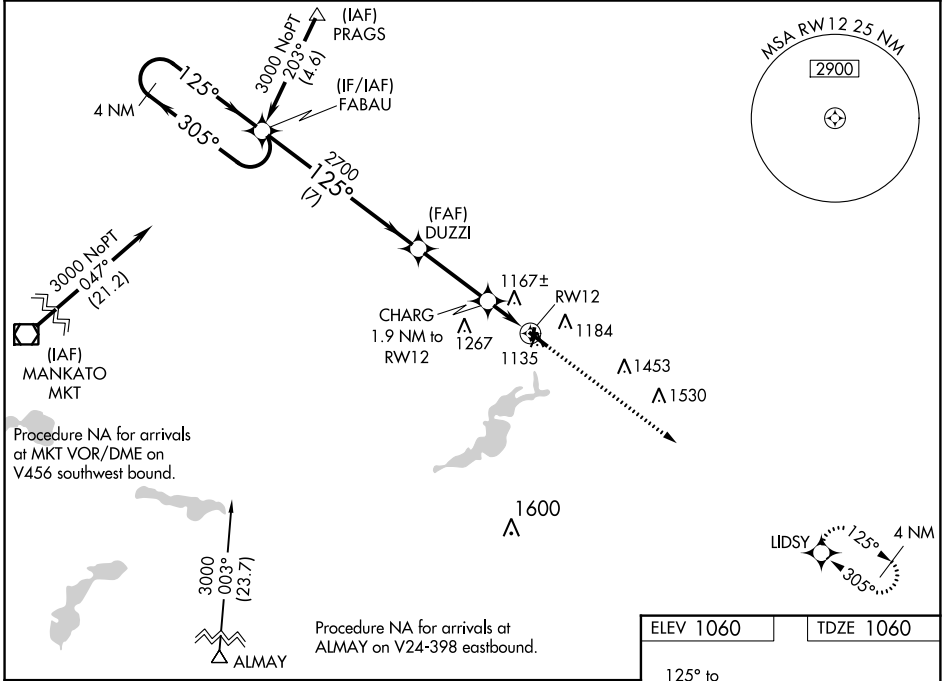 (IAF)
PRAGS
3000 NoPT
203°
(4.6)
MSA RW12 25 NM
2900
125°
4 NM
305°
(IF/IAF)
FABAU
2700
125°
(7)
(FAF)
DUZZI
3000 NoPT
047°
(21.2)
(IAF)
MANKATO
MKT
CHARG
1.9 NM to
RW12
1167±
RW12
1267
1135
1184
1453
1530
Procedure NA for arrivals
at MKT VOR/DME on
V456 southwest bound.
1600
LIDSY
125°
4 NM
305°
3000
003°
(23.7)
ALMAY
Procedure NA for arrivals at
ALMAY on V24-398 eastbound.
ELEV 1060
TDZE 1060
125° to